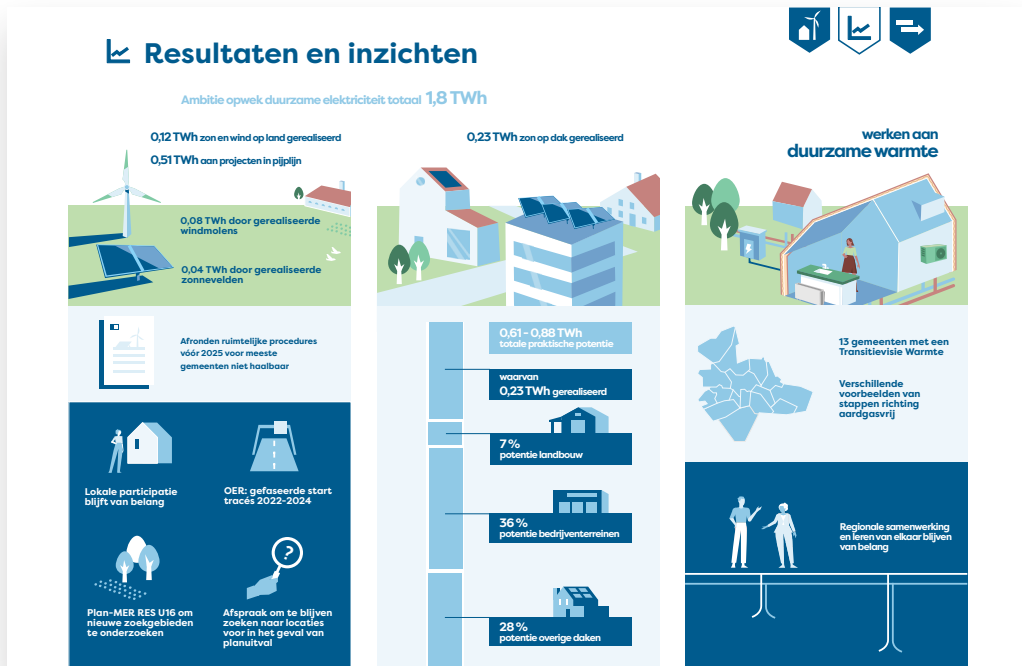 Resultaten en inzichten
Ambitie opwek duurzame elektriciteit totaal 1,8 TWh
0,12 TWh zon en wind op land gerealiseerd
0,51 TWh aan projecten in pijplijn
0,08 TWh door gerealiseerde
windmolens
0,04 TWh door gerealiseerde
zonnevelden
Afronden ruimtelijke procedures
vóór 2025 voor meeste
gemeenten niet haalbaar
Lokale participatie
blijft van belang
OER: gefaseerde start
tracés 2022-2024
Plan-MER RES U16 om
nieuwe zoekgebieden
te onderzoeken
?
Afspraak om te blijven
zoeken naar locaties
voor in het geval van
planuitval
0,23 TWh zon op dak gerealiseerd
0,61 - 0,88 TWh
totale praktische potentie
waarvan
0,23 TWh gerealiseerd
7 %
potentie landbouw
36 %
potentie bedrijventerreinen
28 %
potentie overige daken
werken aan
duurzame warmte
13 gemeenten met een
Transitievisie Warmte
Verschillende
voorbeelden van
stappen richting
aardgasvrij
Regionale samenwerking
en leren van elkaar blijven
van belang